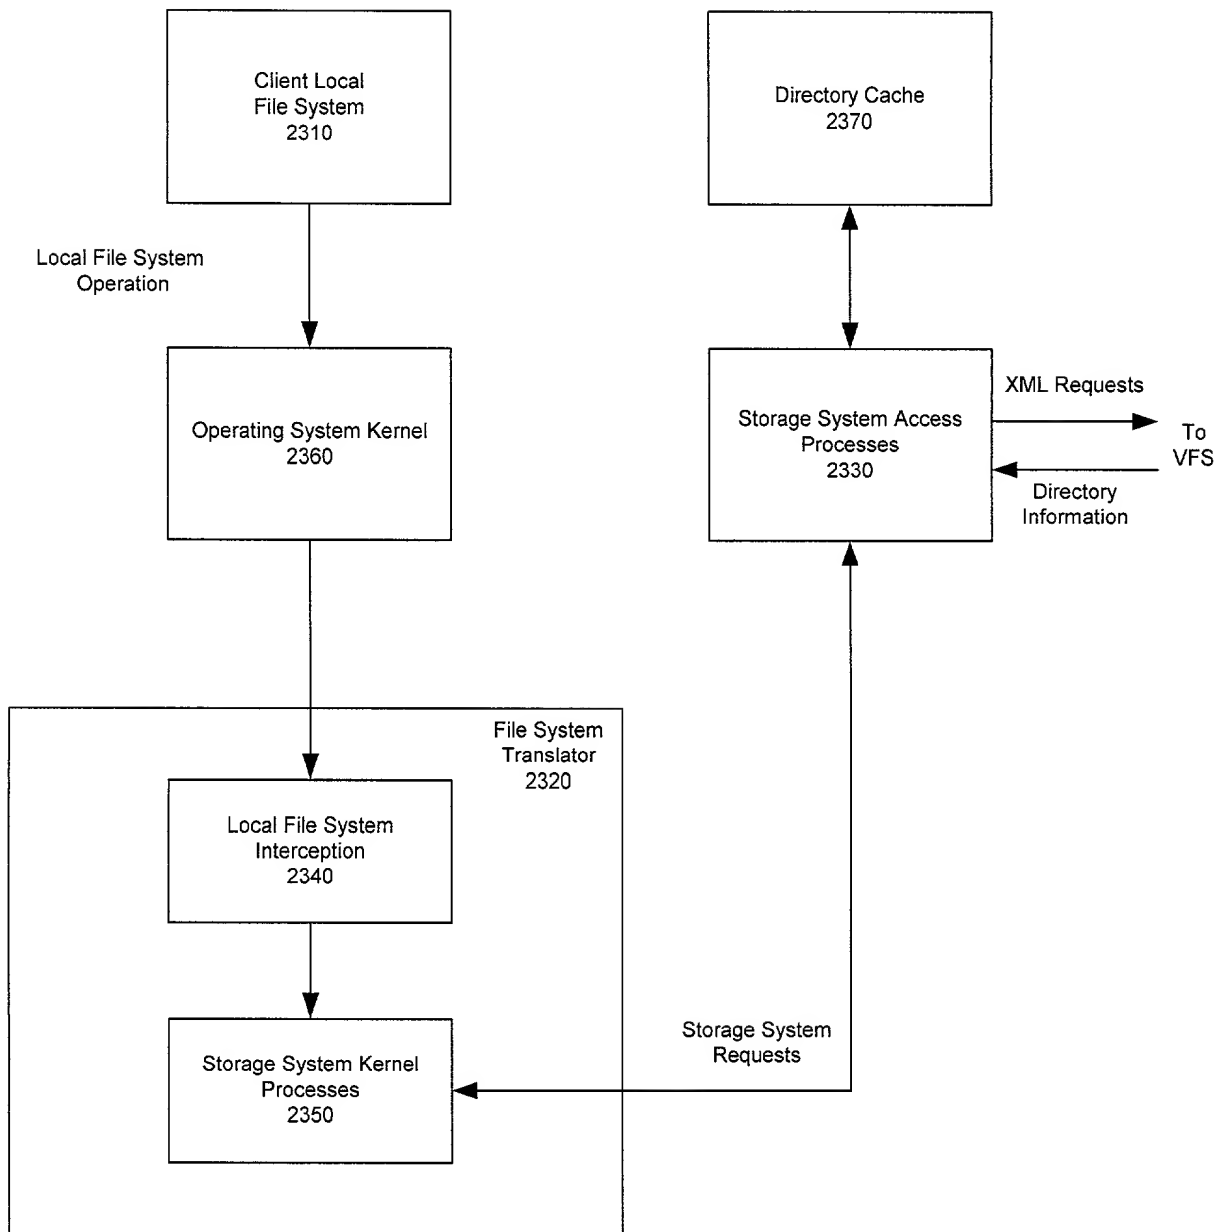 Client Local
File System
2310
Directory Cache
2370
Local File System
Operation
Operating System Kernel
2360
Storage System Access
Processes
2330
XML Requests
To
VFS
Directory
Information
File System
Translator
2320
Local File System
Interception
2340
Storage System Kernel
Processes
2350
Storage System
Requests